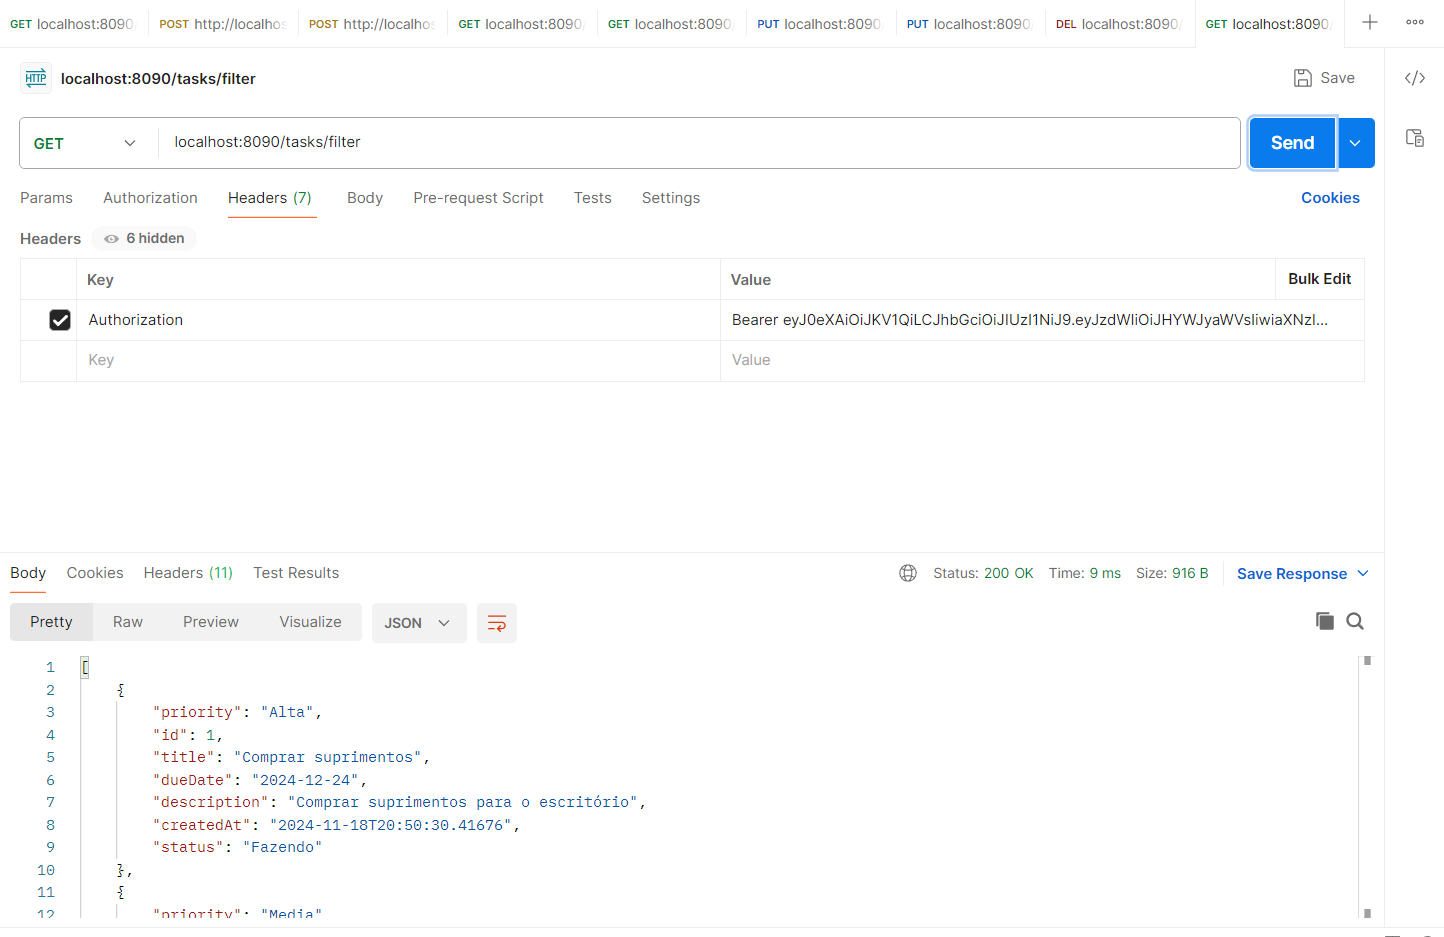 GET localhost:8090/ POST http://localhos POST http://localhos GET localhost:8090/ GET localhost:8090/ PUT localhost:8090/ PUT localhost:8090/ DEL localhost:8090/ GET localhost:8090/
HTTP localhost:8090/tasks/filter Save
GET localhost:8090/tasks/filter Send
Params Authorization Headers (7) Body Pre-request Script Tests Settings Cookies
Headers 6 hidden
Key Value Bulk Edit
Authorization Bearer eyJ0eXAiOiJKV1QiLCJhbGciOiJIUzI1NiJ9.eyJzdWIiOiJHYWJyaWVsIiwiaXNzI...
Key Value
Body Cookies Headers (11) Test Results Status: 200 OK Time: 9 ms Size: 916 B Save Response
Pretty Raw Preview Visualize JSON
1 [
2 {
3 "priority": "Alta",
4 "id": 1,
5 "title": "Comprar suprimentos",
6 "dueDate": "2024-12-24",
7 "description": "Comprar suprimentos para o escritório",
8 "createdAt": "2024-11-18T20:50:30.41676",
9 "status": "Fazendo"
10 },
11 {
12 "priority": "Media"